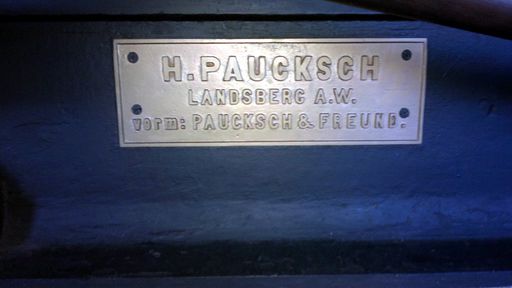 H. PAUCKSCH
LANDSBERG A.W.
vorm: PAUCKSCH & FREUND.